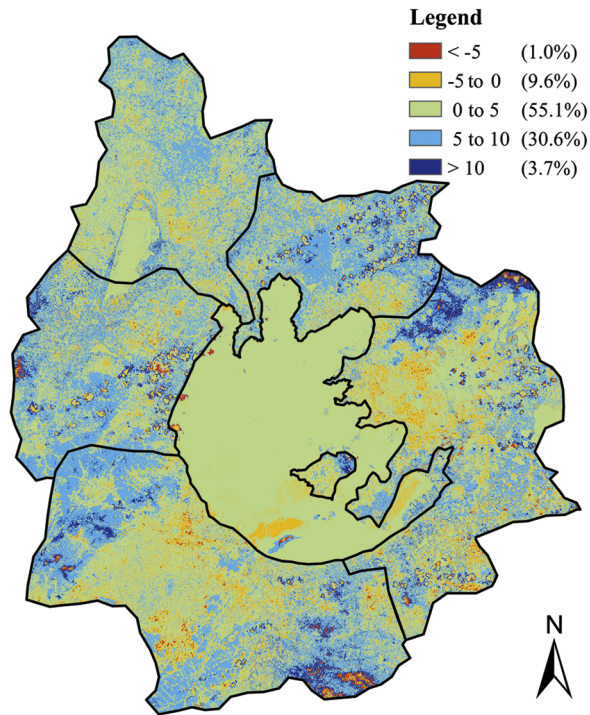 Legend
< -5 (1.0%)
-5 to 0 (9.6%)
0 to 5 (55.1%)
5 to 10 (30.6%)
> 10 (3.7%)
N